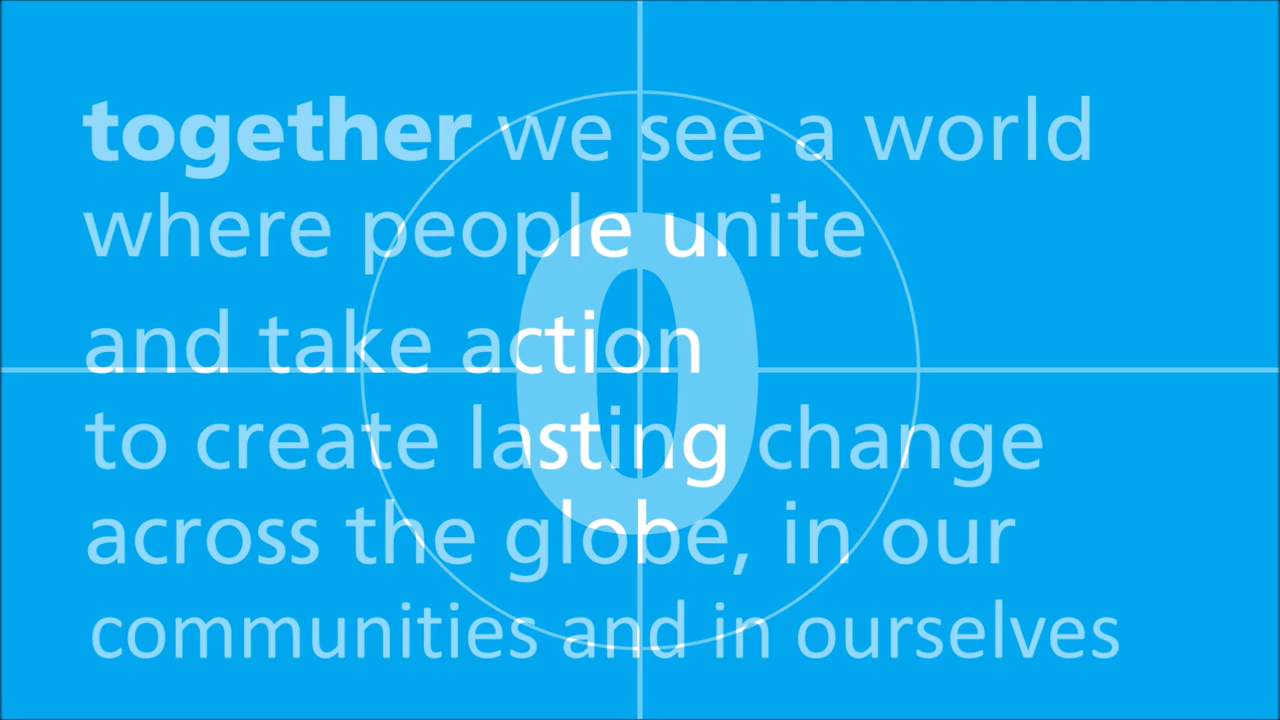 together we see a world
where people unite
and take action
0
to create lasting change
across the globe, in our
communities and in ourselves